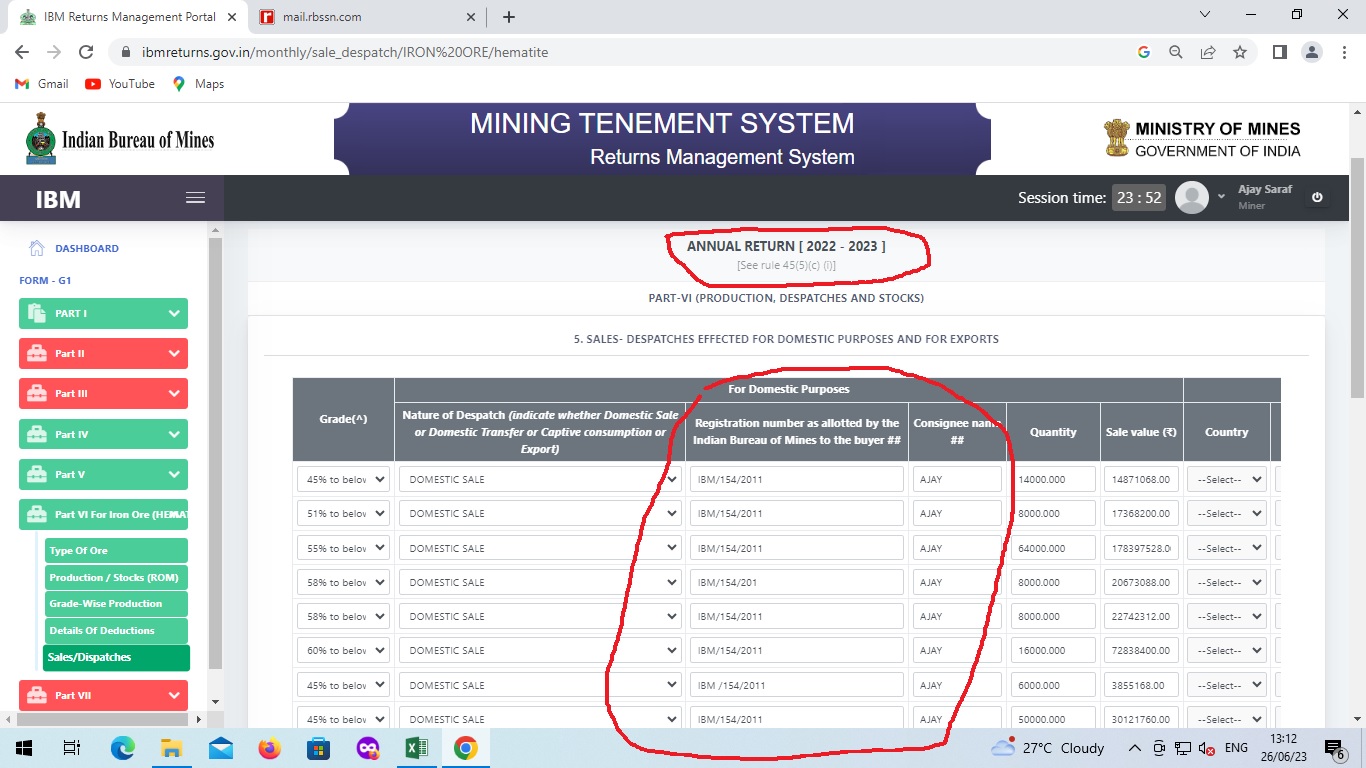 IBM Returns Management Portal
mail.rbssn.com
ibmreturns.gov.in/monthly/sale_despatch/IRON%20ORE/hematite
Gmail YouTube Maps
Indian Bureau of Mines
MINING TENEMENT SYSTEM
Returns Management System
MINISTRY OF MINES
GOVERNMENT OF INDIA
IBM
Session time: 23 : 52
Ajay Saraf
Miner
DASHBOARD
FORM - G1
PART I
Part II
Part III
Part IV
Part V
Part VI For Iron Ore (HEMAT
Type Of Ore
Production / Stocks (ROM)
Grade-Wise Production
Details Of Deductions
Sales/Dispatches
Part VII
ANNUAL RETURN [ 2022 - 2023 ]
[See rule 45(5)(c) (i)]
PART-VI (PRODUCTION, DESPATCHES AND STOCKS)
5. SALES- DESPATCHES EFFECTED FOR DOMESTIC PURPOSES AND FOR EXPORTS
For Domestic Purposes
Grade(^)
Nature of Despatch (indicate whether Domestic Sale
or Domestic Transfer or Captive consumption or
Export)
Registration number as allotted by the
Indian Bureau of Mines to the buyer ##
Consignee name
##
Quantity
Sale value (₹)
Country
45% to belov DOMESTIC SALE IBM/154/2011 AJAY 14000.000 14871068.00 --Select--
51% to belov DOMESTIC SALE IBM/154/2011 AJAY 8000.000 17368200.00 --Select--
55% to belov DOMESTIC SALE IBM/154/2011 AJAY 64000.000 178397528.0 --Select--
58% to belov DOMESTIC SALE IBM/154/201 AJAY 8000.000 20673088.00 --Select--
58% to belov DOMESTIC SALE IBM/154/2011 AJAY 8000.000 22742312.00 --Select--
60% to belov DOMESTIC SALE IBM/154/2011 AJAY 16000.000 72838400.00 --Select--
45% to belov DOMESTIC SALE IBM /154/2011 AJAY 6000.000 3855168.00 --Select--
45% to belov DOMESTIC SALE IBM/154/2011 AJAY 50000.000 30121760.00 --Select--
27°C Cloudy
ENG
13:12
26/06/23
6